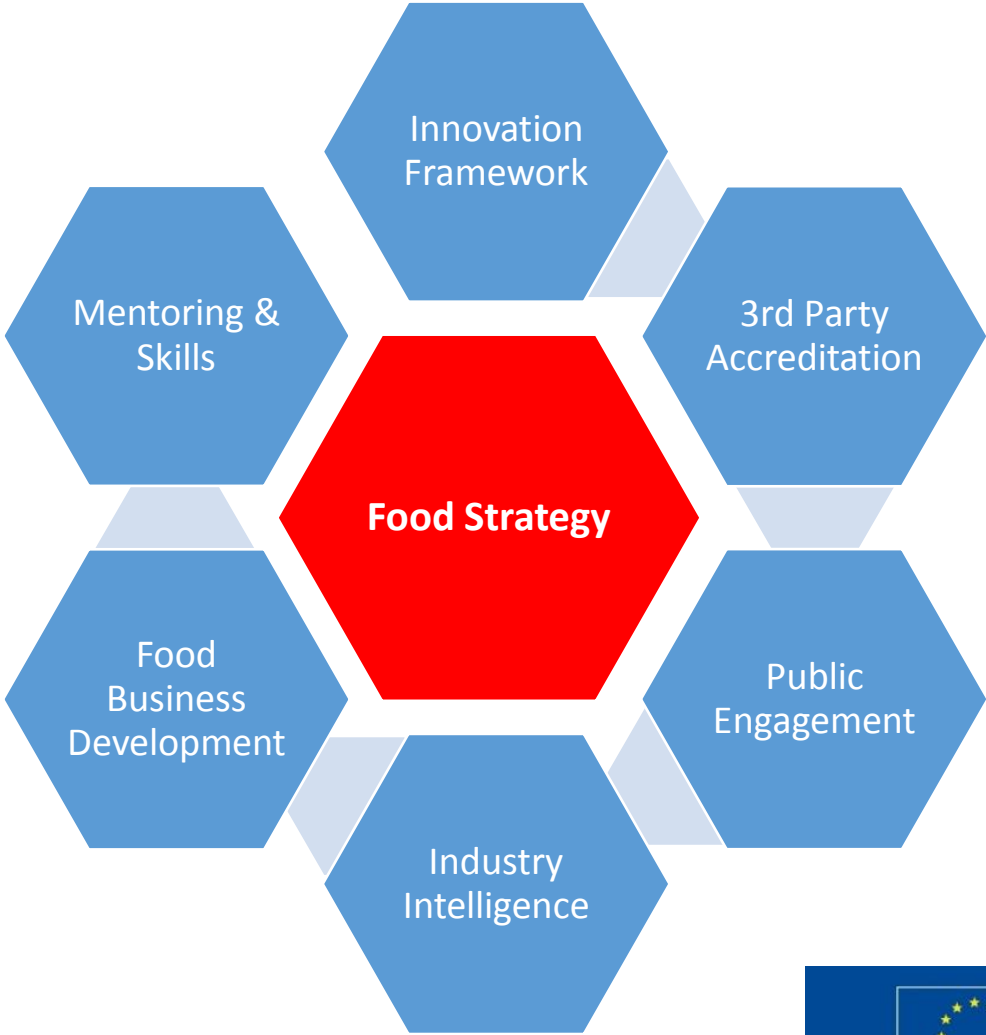 Innovation
Framework
3rd Party
Accreditation
Public
Engagement
Industry
Intelligence
Food
Business
Development
Mentoring &
Skills
Food Strategy